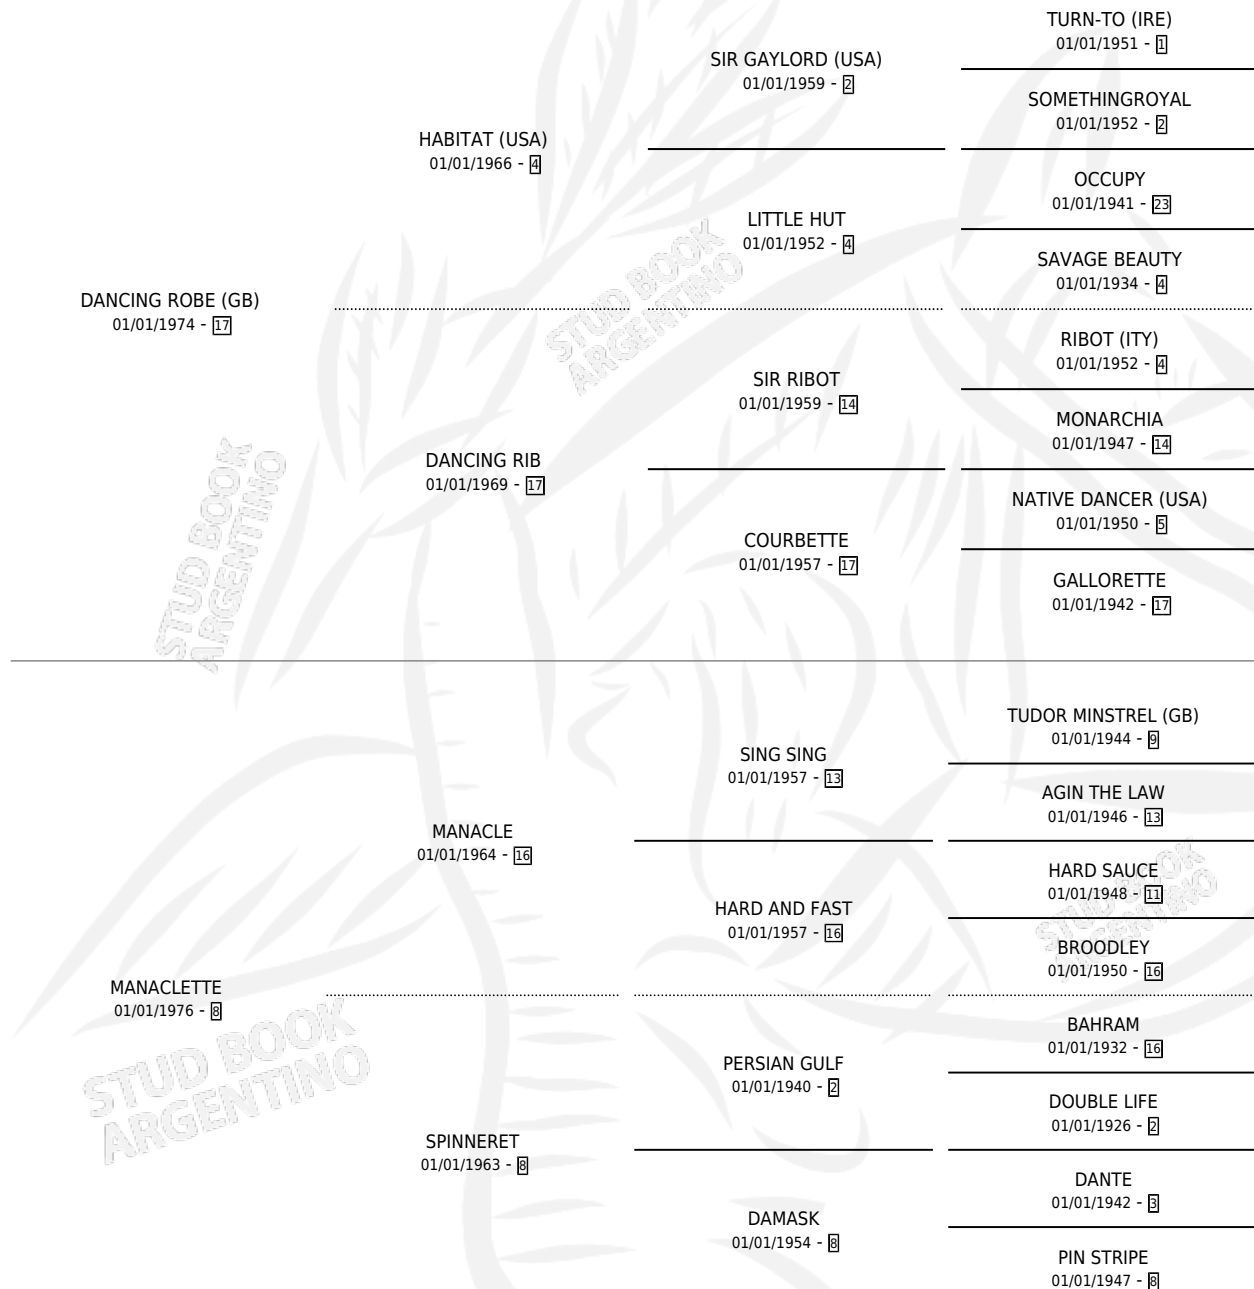 TURN-TO (IRE)
01/01/1951 - 1
SIR GAYLORD (USA)
01/01/1959 - 2
SOMETHINGROYAL
01/01/1952 - 2
HABITAT (USA)
01/01/1966 - 4
OCCUPY
01/01/1941 - 23
LITTLE HUT
01/01/1952 - 4
SAVAGE BEAUTY
01/01/1934 - 4
DANCING ROBE (GB)
01/01/1974 - 17
RIBOT (ITY)
01/01/1952 - 4
SIR RIBOT
01/01/1959 - 14
MONARCHIA
01/01/1947 - 14
DANCING RIB
01/01/1969 - 17
NATIVE DANCER (USA)
01/01/1950 - 5
COURBETTE
01/01/1957 - 17
GALLORETTE
01/01/1942 - 17
TUDOR MINSTREL (GB)
01/01/1944 - 9
SING SING
01/01/1957 - 13
AGIN THE LAW
01/01/1946 - 13
MANACLE
01/01/1964 - 16
HARD SAUCE
01/01/1948 - 11
HARD AND FAST
01/01/1957 - 16
BROODLEY
01/01/1950 - 16
MANACLETTE
01/01/1976 - 8
BAHRAM
01/01/1932 - 16
PERSIAN GULF
01/01/1940 - 2
DOUBLE LIFE
01/01/1926 - 2
SPINNERET
01/01/1963 - 8
DANTE
01/01/1942 - 3
DAMASK
01/01/1954 - 8
PIN STRIPE
01/01/1947 - 8
STUD BOOK
ARGENTINO
STUD BOOK
ARGENTINO
STUD BOOK
ARGENTINO
STUD BOOK
ARGENTINO